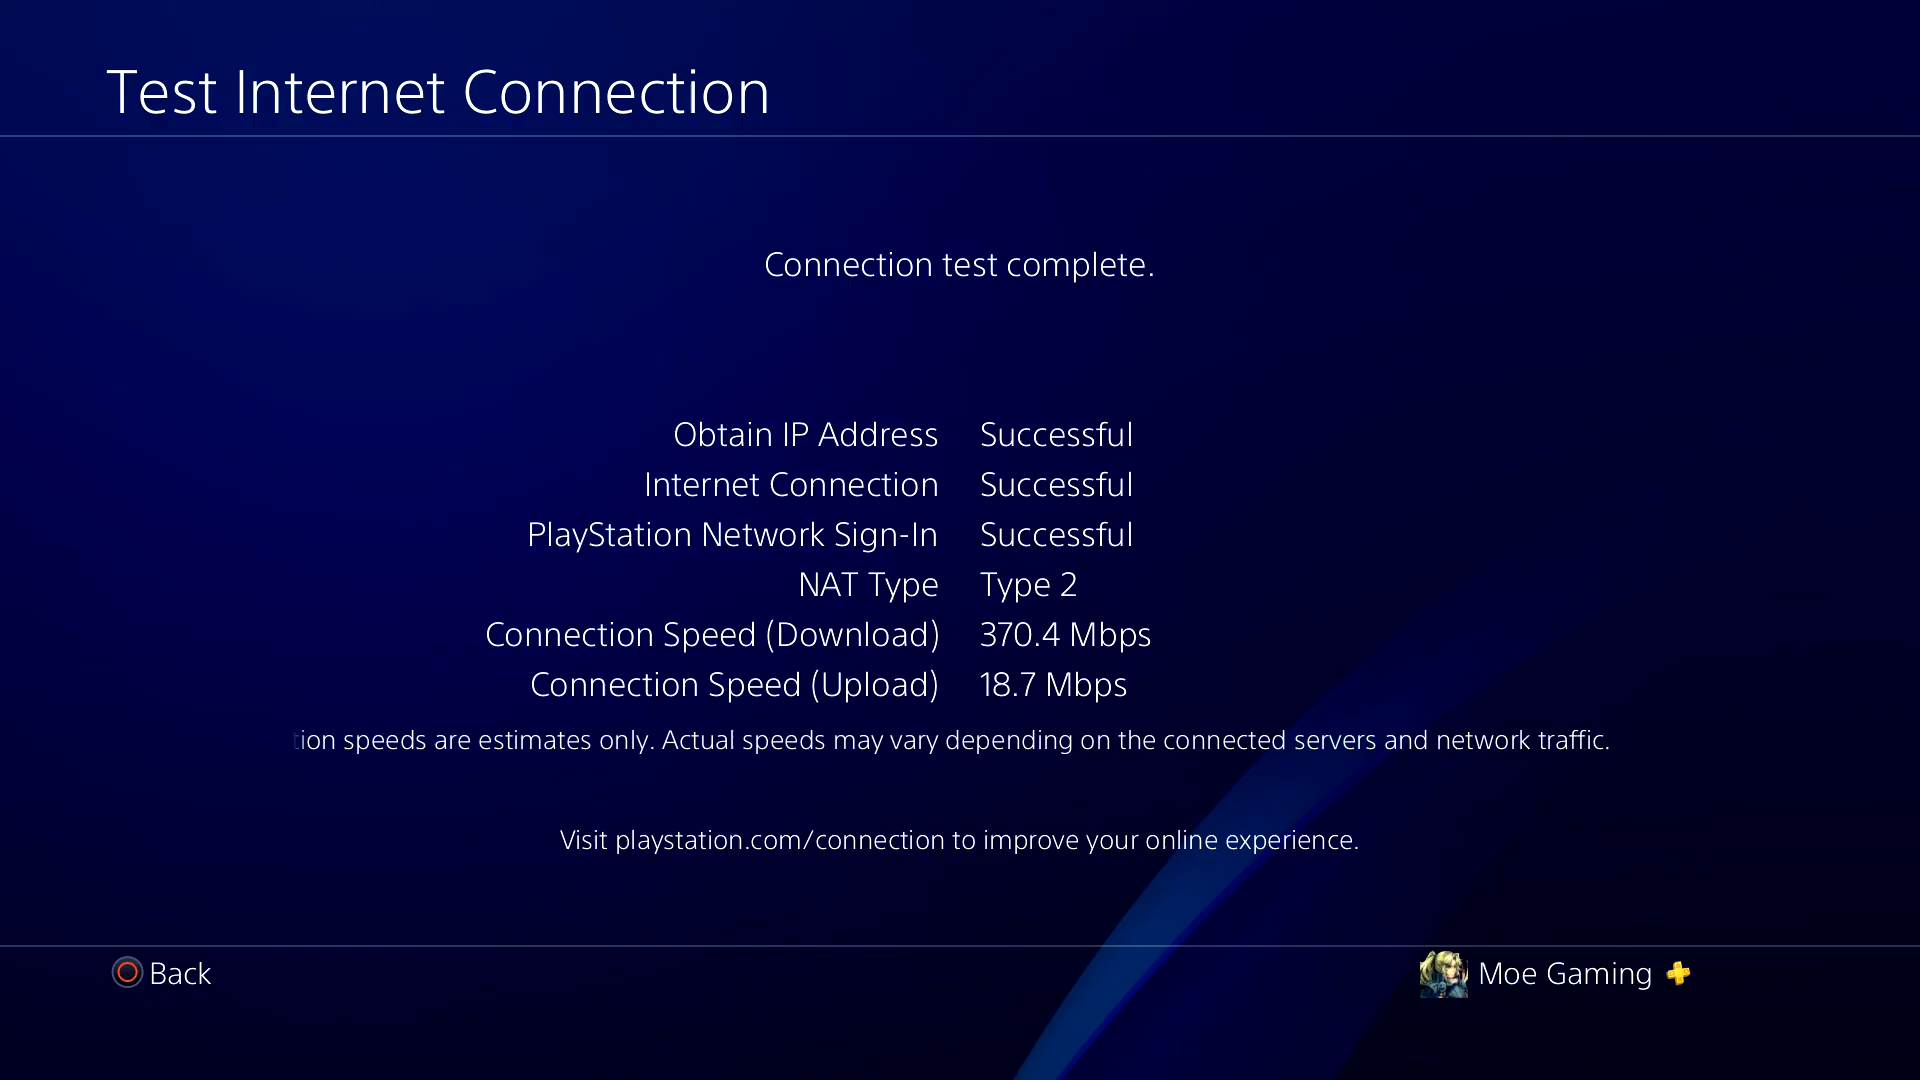 Test Internet Connection
Connection test complete.
Obtain IP Address Successful
Internet Connection Successful
PlayStation Network Sign-In Successful
NAT Type Type 2
Connection Speed (Download) 370.4 Mbps
Connection Speed (Upload) 18.7 Mbps
tion speeds are estimates only. Actual speeds may vary depending on the connected servers and network traffic.
Visit playstation.com/connection to improve your online experience.
Back
Moe Gaming